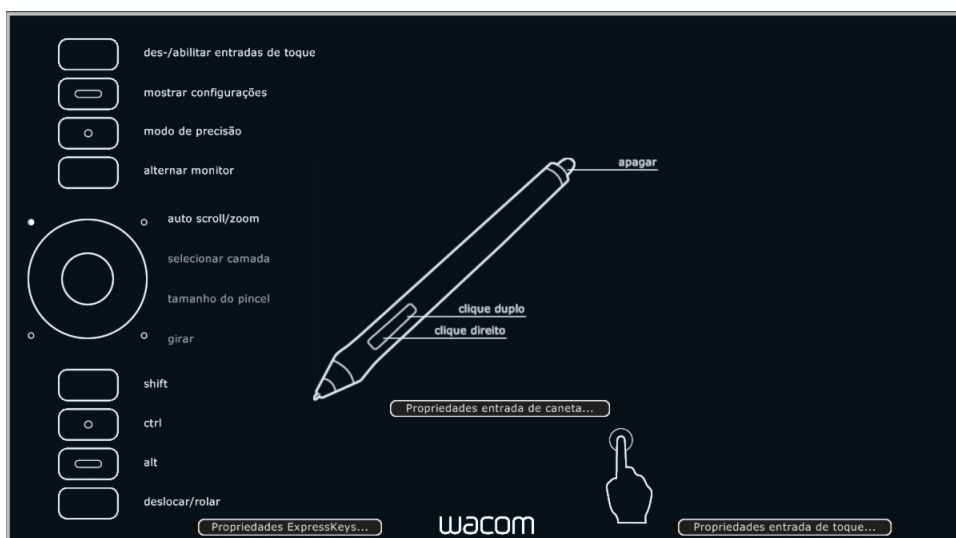 des-/abilitar entradas de toque
mostrar configurações
modo de precisão
alternar monitor
auto scroll/zoom
selecionar camada
tamanho do pincel
girar
shift
ctrl
alt
deslocar/rolar
Propriedades ExpressKeys...
apagar
clique duplo
clique direito
Propriedades entrada de caneta...
wacom
Propriedades entrada de toque...